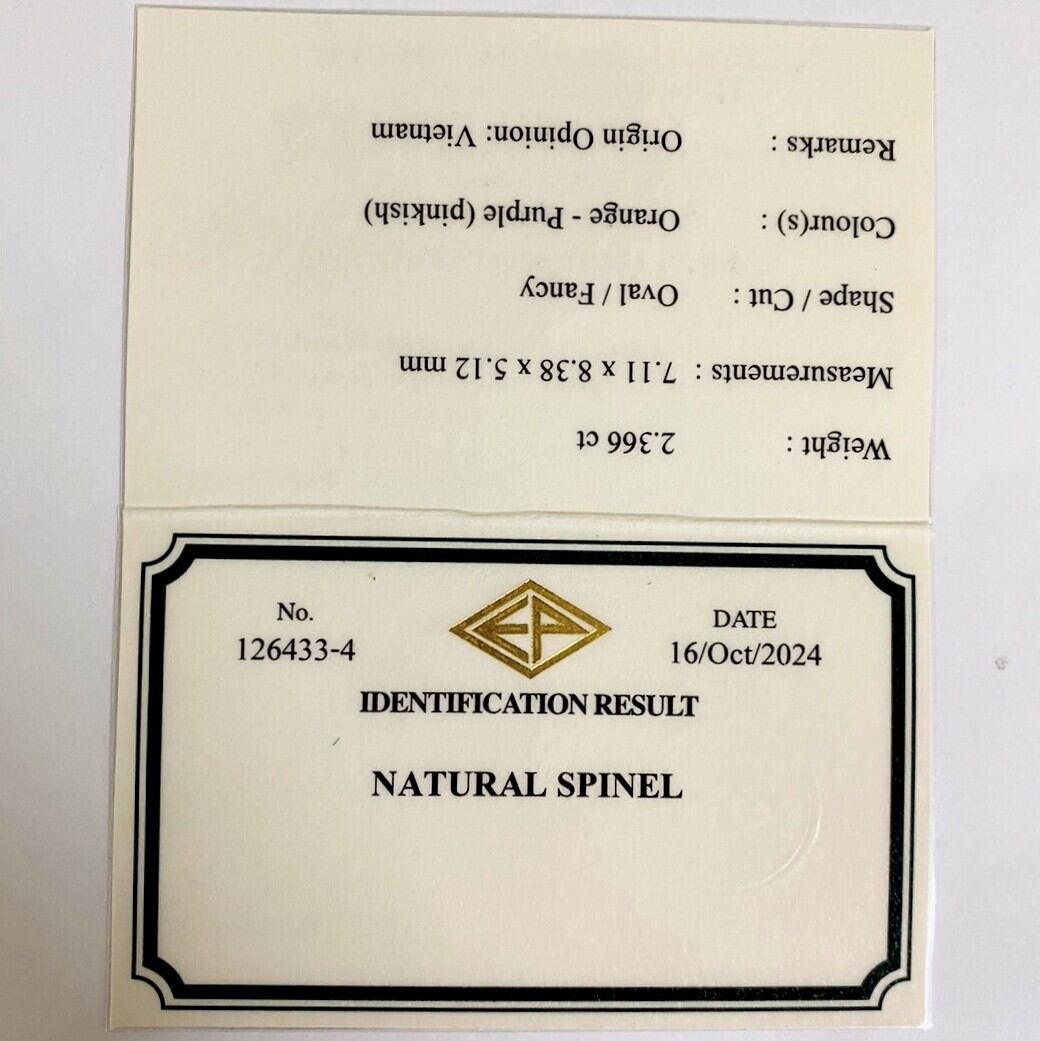 Weight : 2.366 ct
Measurements : 7.11 x 8.38 x 5.12 mm
Shape / Cut : Oval / Fancy
Colour(s) : Orange - Purple (pinkish)
Remarks : Origin Opinion: Vietnam
No.
126433-4
EP
DATE
16/Oct/2024
IDENTIFICATION RESULT
NATURAL SPINEL